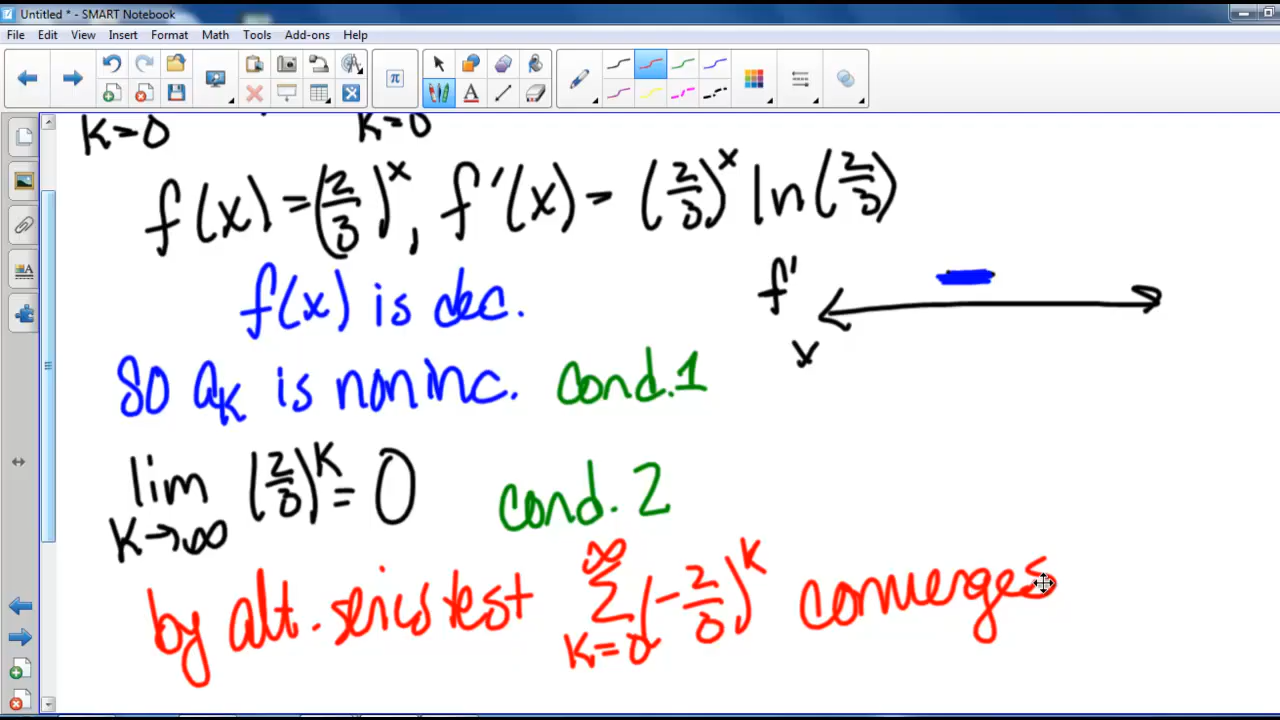 Untitled * - SMART Notebook
File Edit View Insert Format Math Tools Add-ons Help
K=0 K=0
f(x) = (2/3)^x, f'(x) = (2/3)^x ln(2/3)
f(x) is dec.
f'
x
So a_K is noninc. cond. 1
lim K→∞ (2/3)^K = 0 cond. 2
by alt. series test ∑ K=0 ∞ (-2/3)^K converges